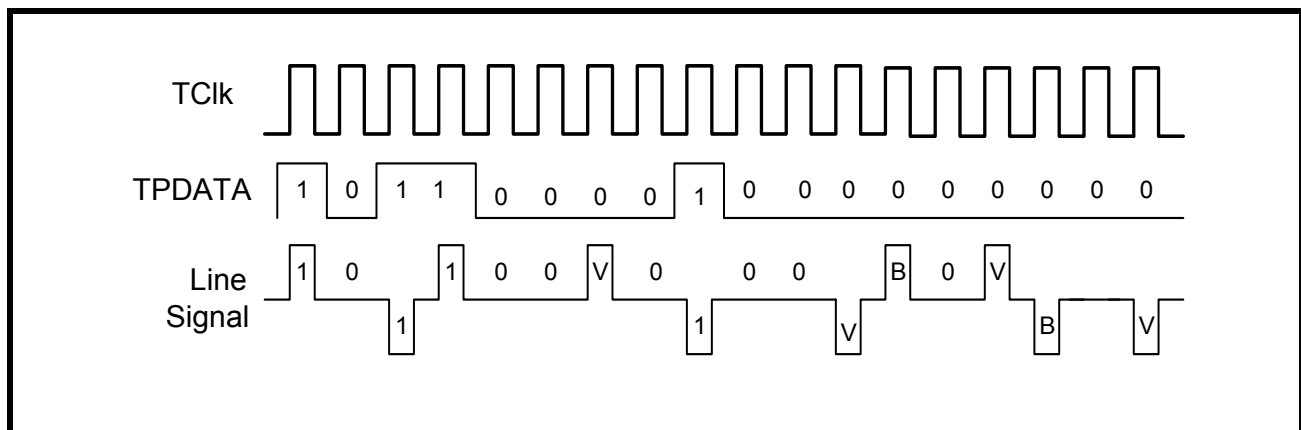 TClk
TPDATA 1 0 1 1 0 0 0 0 1 0 0 0 0 0 0 0 0 0
Line Signal 1 0 1 1 0 0 V 0 1 0 0 V B 0 V B V